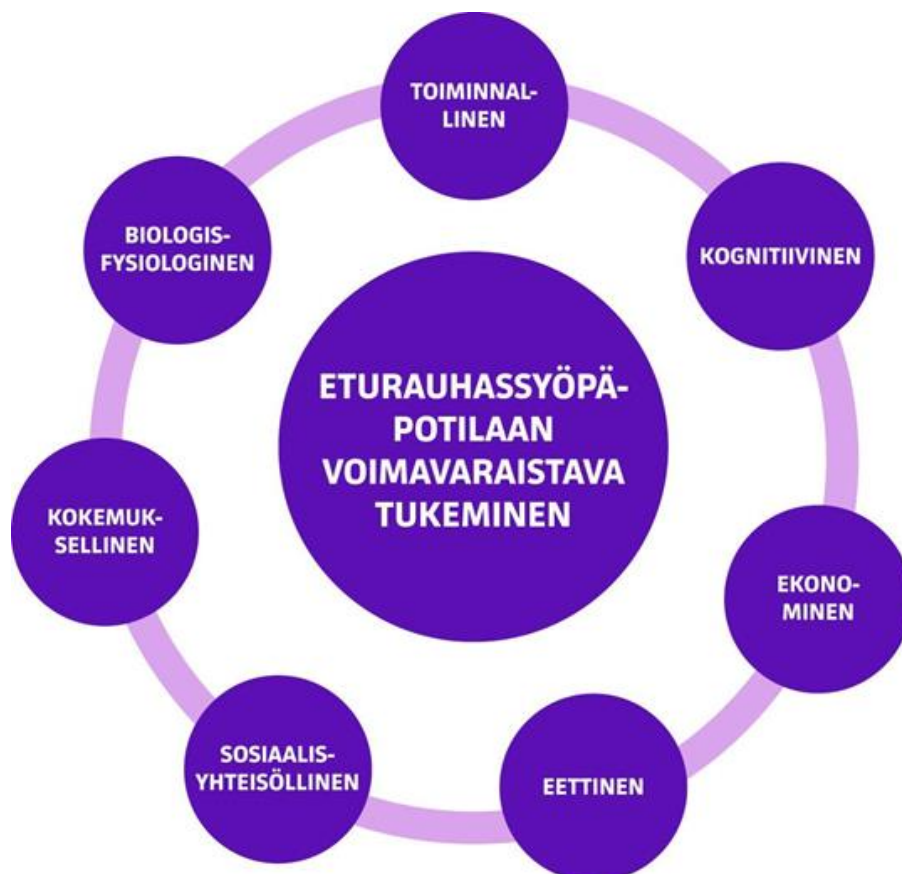 TOIMINNAL-
LINEN
KOGNITIIVINEN
EKONO-
MINEN
EETTINEN
SOSIAALIS-
YHTEISÖLLINEN
KOKEMUK-
SELLINEN
BIOLOGIS-
FYSIOLOGINEN
ETURAUHASSYÖPÄ-
POTILAAN
VOIMAVARAISTAVA
TUKEMINEN